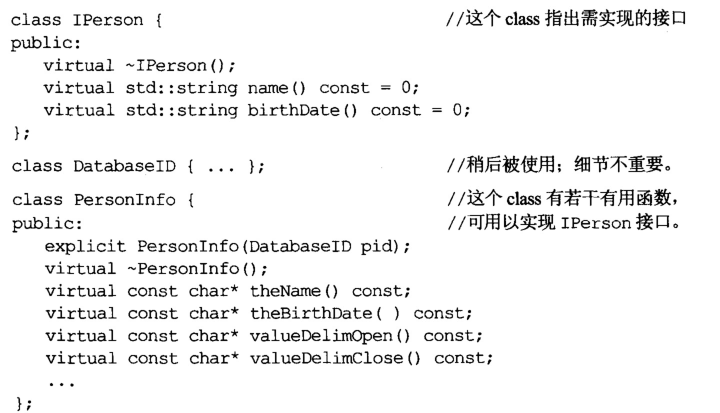 class IPerson { //这个 class 指出需实现的接口
public:
virtual ~IPerson();
virtual std::string name() const = 0;
virtual std::string birthDate() const = 0;
};
class DatabaseID { ... }; //稍后被使用；细节不重要。
class PersonInfo { //这个 class 有若干有用函数，
public: //可用以实现 IPerson 接口。
explicit PersonInfo(DatabaseID pid);
virtual ~PersonInfo();
virtual const char* theName() const;
virtual const char* theBirthDate( ) const;
virtual const char* valueDelimOpen() const;
virtual const char* valueDelimClose() const;
...
};